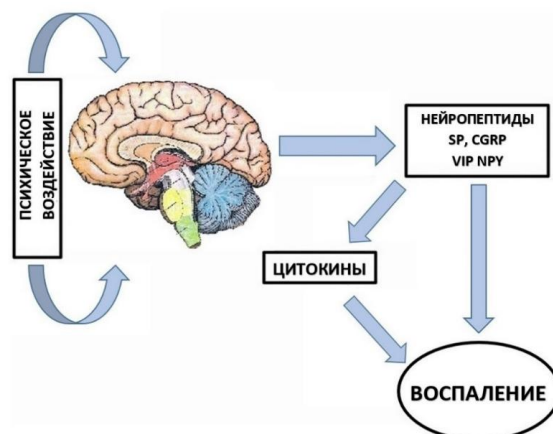 ПСИХИЧЕСКОЕ
ВОЗДЕЙСТВИЕ
НЕЙРОПЕПТИДЫ
SP, CGRP
VIP NPY
ЦИТОКИНЫ
ВОСПАЛЕНИЕ